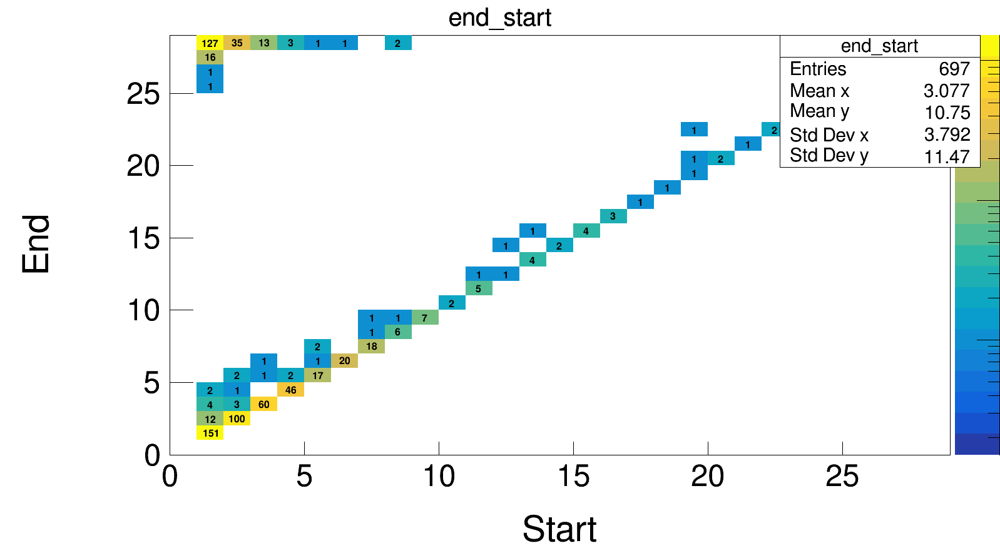 end_start
127 35 13 3 1 1 2
16
1
1
end_start
Entries 697
Mean x 3.077
Mean y 10.75
Std Dev x 3.792
Std Dev y 11.47
25
20
15
10
5
0
1 2
1
1 2
1
1
1
3
1 4
1 2
4
1 1
5
2
1 1 7
1 6
2 18
1 1 20
2 1 2 17
2 1 46
4 3 60
12 100
151
0 5 10 15 20 25
End
Start